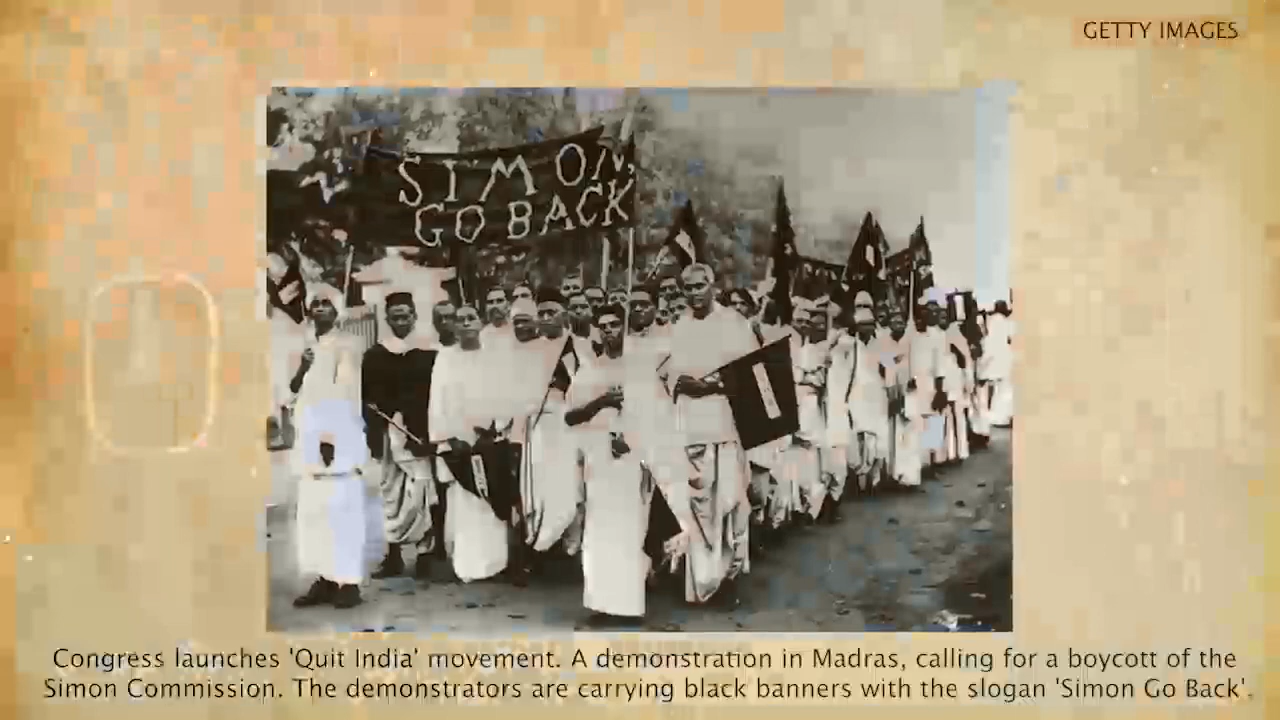 GETTY IMAGES
SIMON,
GO BACK
Congress launches 'Quit India' movement. A demonstration in Madras, calling for a boycott of the
Simon Commission. The demonstrators are carrying black banners with the slogan 'Simon Go Back'.